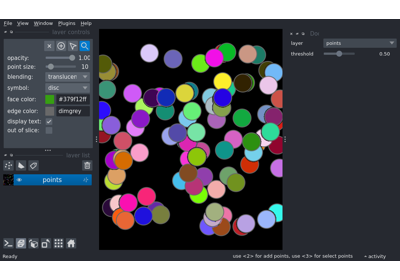 File View Window Plugins Help
layer controls
opacity: 1.00
point size: 10
blending: translucen
symbol: disc
face color: #379f12ff
edge color: dimgrey
display text:
out of slice:
layer list
points
layer points
threshold 0.50
Ready
use <2> for add points, use <3> for select points
activity